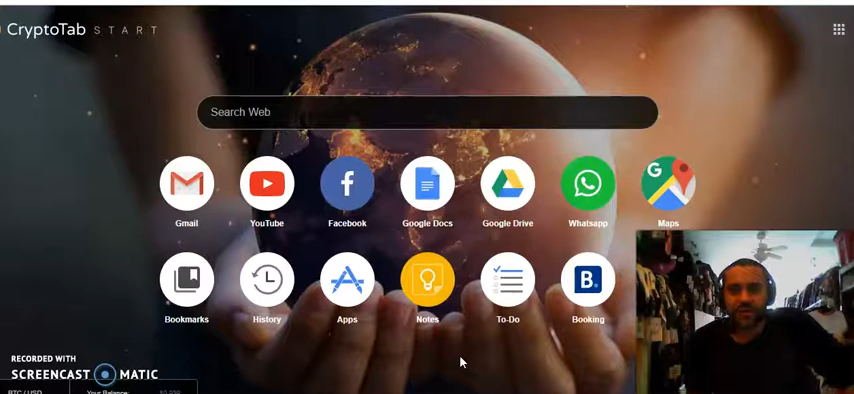 CryptoTab START
Search Web
Gmail
YouTube
Facebook
Google Docs
Google Drive
Whatsapp
Maps
Bookmarks
History
Apps
Notes
To-Do
Booking
G
B.
RECORDED WITH
SCREENCAST MATIC
BTC / USD
Your Balance: